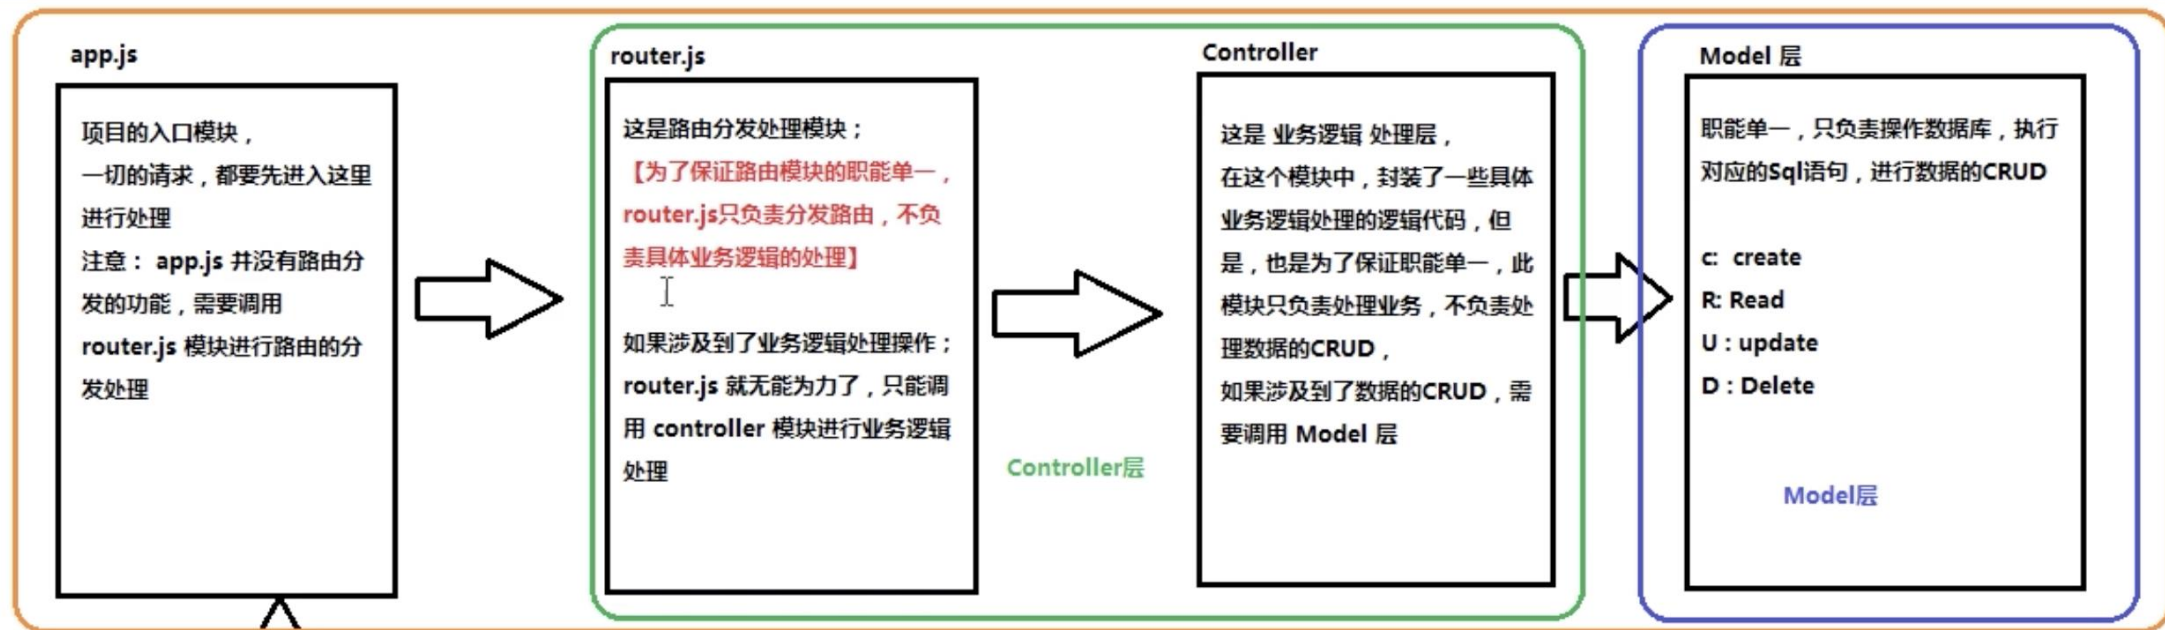 app.js
项目的入口模块，
一切的请求，都要先进入这里
进行处理
注意： app.js 并没有路由分
发的功能，需要调用
router.js 模块进行路由的分
发处理
router.js
这是路由分发处理模块；
【为了保证路由模块的职能单一，
router.js只负责分发路由，不负
责具体业务逻辑的处理】
如果涉及到了业务逻辑处理操作；
router.js 就无能为力了，只能调
用 controller 模块进行业务逻辑
处理
Controller层
Controller
这是 业务逻辑 处理层，
在这个模块中，封装了一些具体
业务逻辑处理的逻辑代码，但
是，也是为了保证职能单一，此
模块只负责处理业务，不负责处
理数据的CRUD，
如果涉及到了数据的CRUD，需
要调用 Model 层
Model 层
职能单一，只负责操作数据库，执行
对应的Sql语句，进行数据的CRUD
c: create
R: Read
U : update
D : Delete
Model层